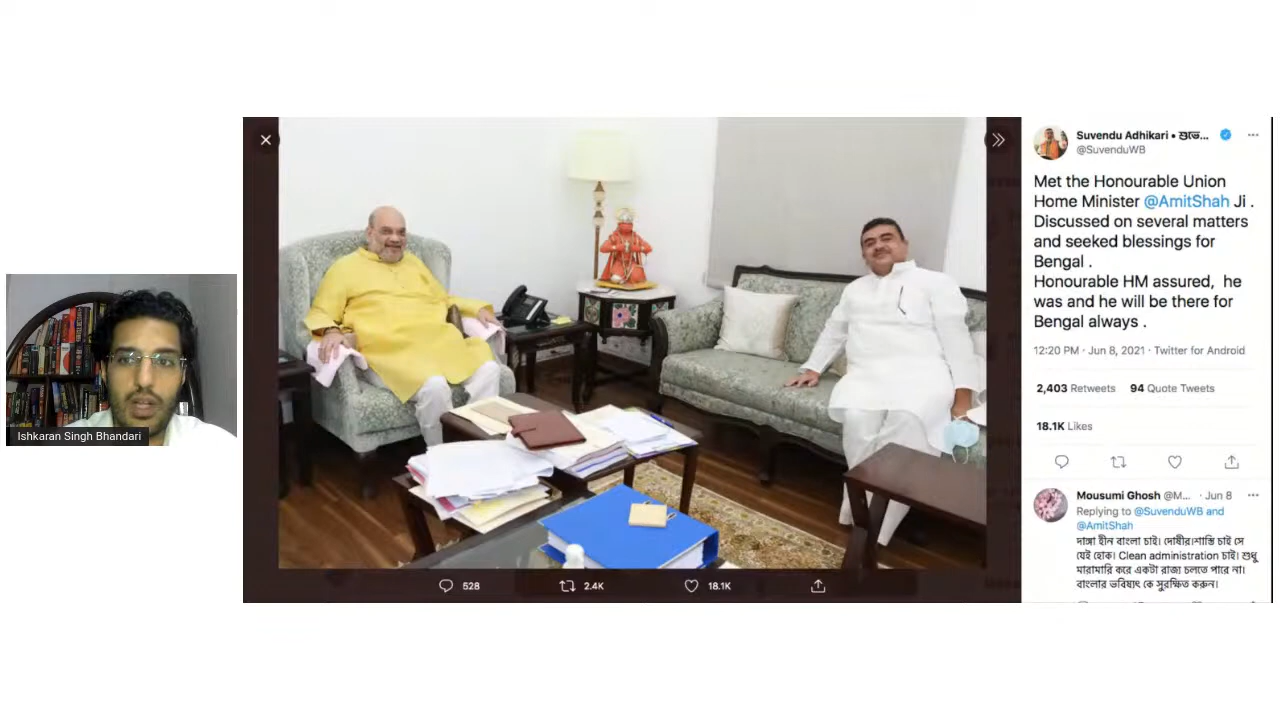 Ishkaran Singh Bhandari
Suvendu Adhikari • শুভে...
@SuvenduWB
Met the Honourable Union
Home Minister @AmitShah Ji .
Discussed on several matters
and seeked blessings for
Bengal .
Honourable HM assured, he
was and he will be there for
Bengal always .
12:20 PM · Jun 8, 2021 · Twitter for Android
2,403 Retweets 94 Quote Tweets
18.1K Likes
Mousumi Ghosh @M... · Jun 8
Replying to @SuvenduWB and
@AmitShah
দাঙ্গা হীন বাংলা চাই। দোষীর।শাস্তি চাই সে
যেই হোক। Clean administration চাই। শুধু
মারামারি করে একটা রাজ্য চলতে পারে না।
বাংলার ভবিষ্যৎ কে সুরক্ষিত করুন।
528 2.4K 18.1K